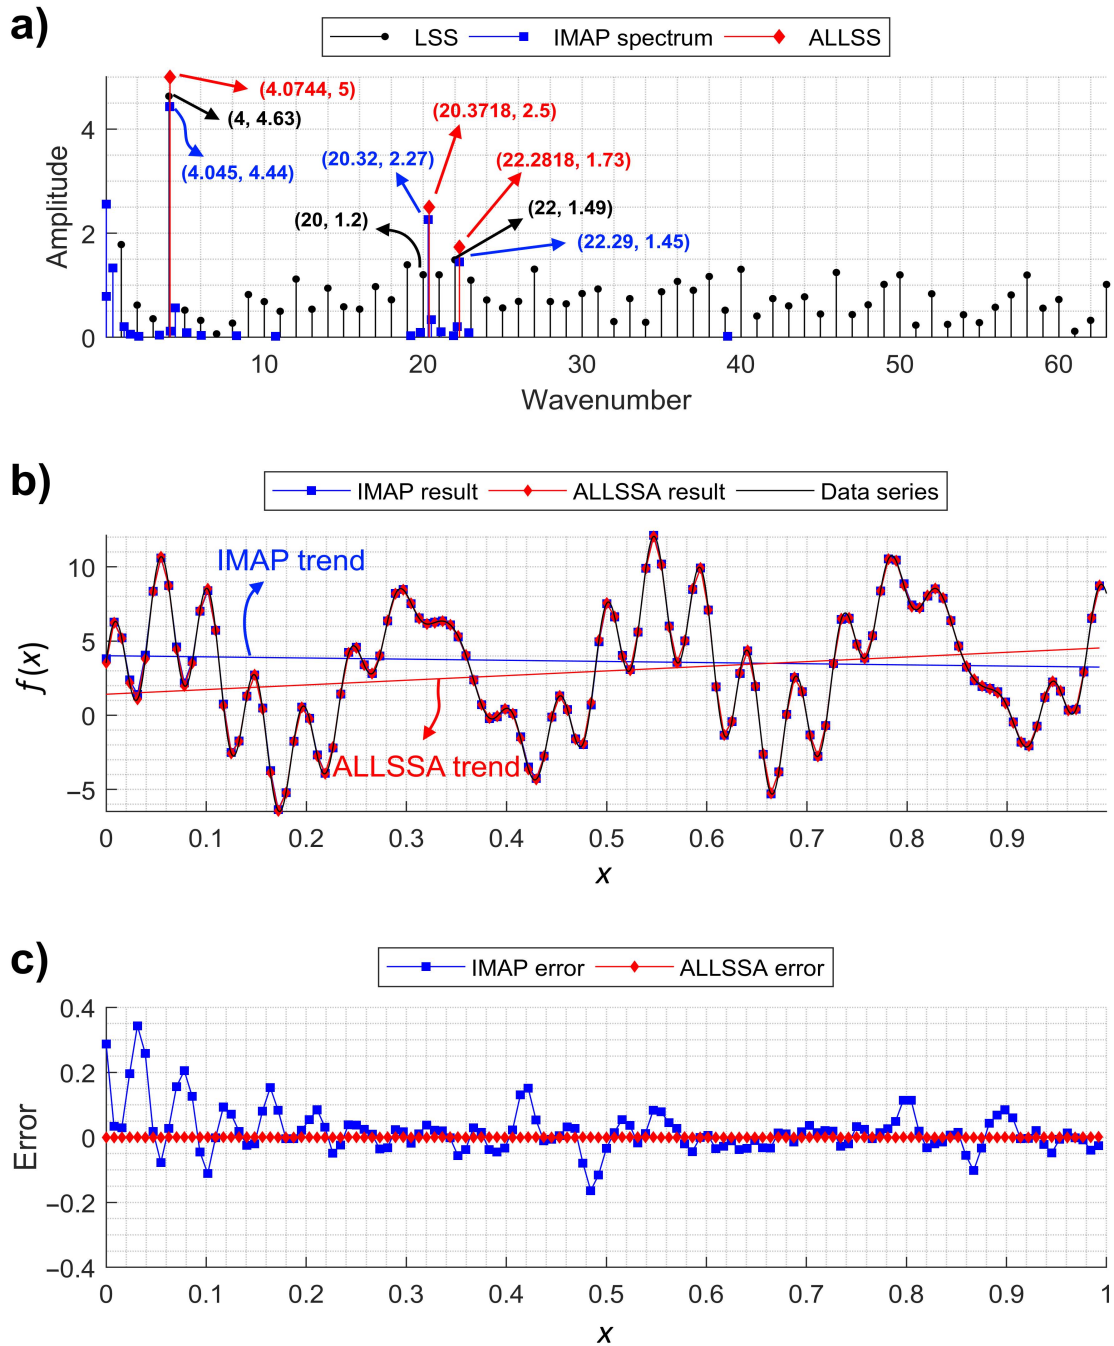 a)
LSS IMAP spectrum ALLSS
(4.0744, 5)
(4, 4.63)
(4.045, 4.44)
(20.3718, 2.5)
(20.32, 2.27)
(22.2818, 1.73)
(20, 1.2)
(22, 1.49)
(22.29, 1.45)
Amplitude
4
2
0
10 20 30 40 50 60
Wavenumber
b)
IMAP result ALLSSA result Data series
IMAP trend
ALLSSA trend
f(x)
10
5
0
−5
0 0.1 0.2 0.3 0.4 0.5 0.6 0.7 0.8 0.9
x
c)
IMAP error ALLSSA error
Error
0.4
0.2
0
−0.2
−0.4
0 0.1 0.2 0.3 0.4 0.5 0.6 0.7 0.8 0.9 1
x